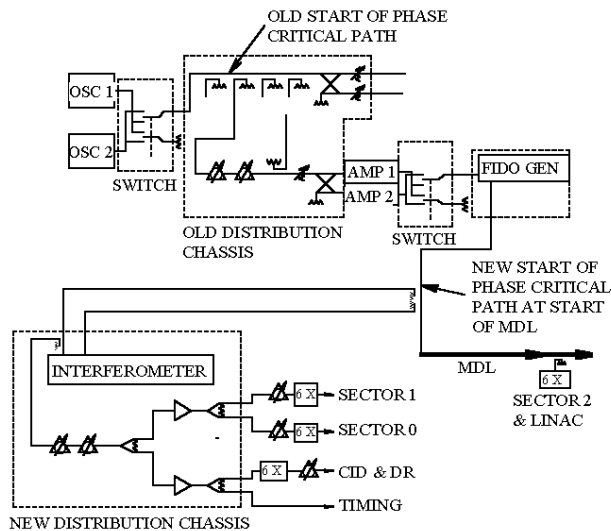 OLD START OF PHASE
CRITICAL PATH
OSC 1
OSC 2
SWITCH
OLD DISTRIBUTION
CHASSIS
AMP 1
AMP 2
SWITCH
FIDO GEN
NEW START OF
PHASE CRITICAL
PATH AT START
OF MDL
MDL
6 X
SECTOR 2
& LINAC
INTERFEROMETER
6 X
SECTOR 1
6 X
SECTOR 0
6 X
CID & DR
TIMING
NEW DISTRIBUTION CHASSIS